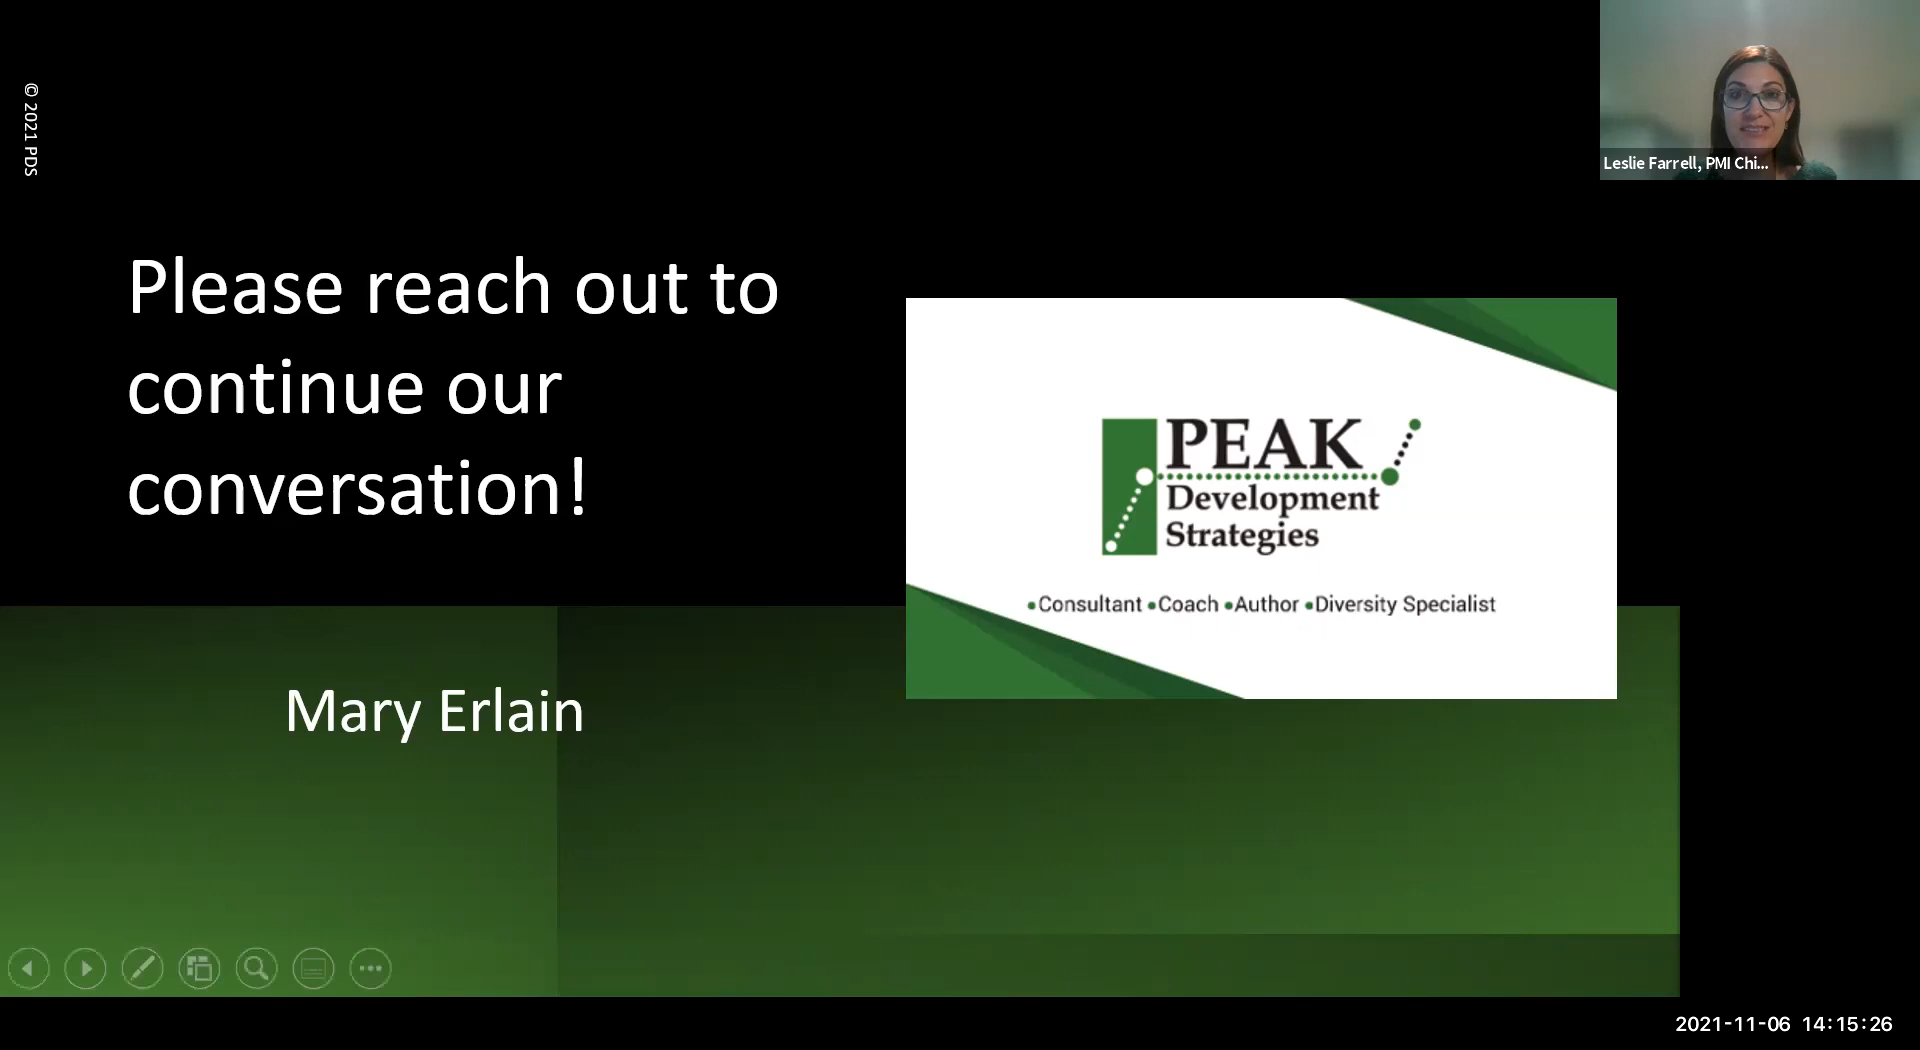 © 2021 PDS
Leslie Farrell, PMI Chi...
Please reach out to
continue our
conversation!
PEAK
Development
Strategies
•Consultant •Coach •Author •Diversity Specialist
Mary Erlain
2021-11-06 14:15:26